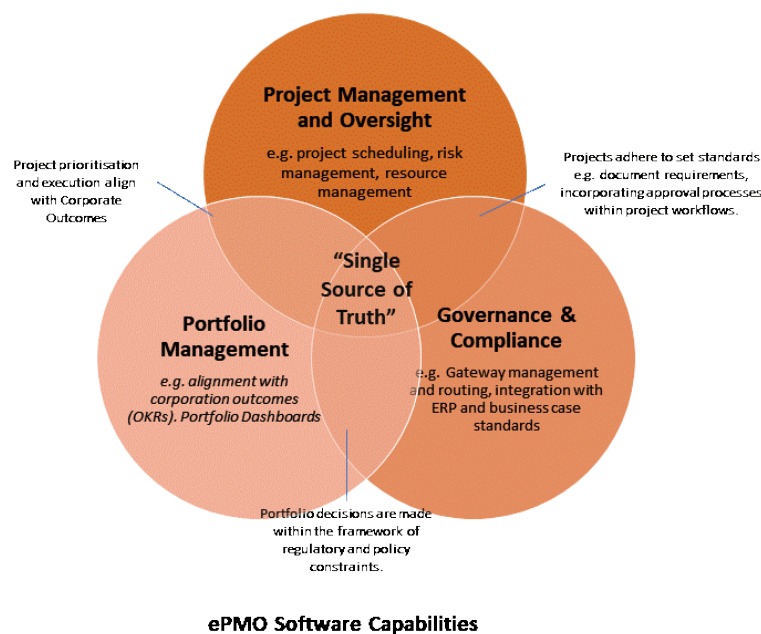 Project Management
and Oversight
e.g. project scheduling, risk
management, resource
management
Project prioritisation
and execution align
with Corporate
Outcomes
Projects adhere to set standards
e.g. document requirements,
incorporating approval processes
within project workflows.
“Single
Source of
Truth”
Portfolio
Management
e.g. alignment with
corporation outcomes
(OKRs). Portfolio Dashboards
Governance &
Compliance
e.g. Gateway management
and routing, integration with
ERP and business case
standards
Portfolio decisions are made
within the framework of
regulatory and policy
constraints.
ePMO Software Capabilities